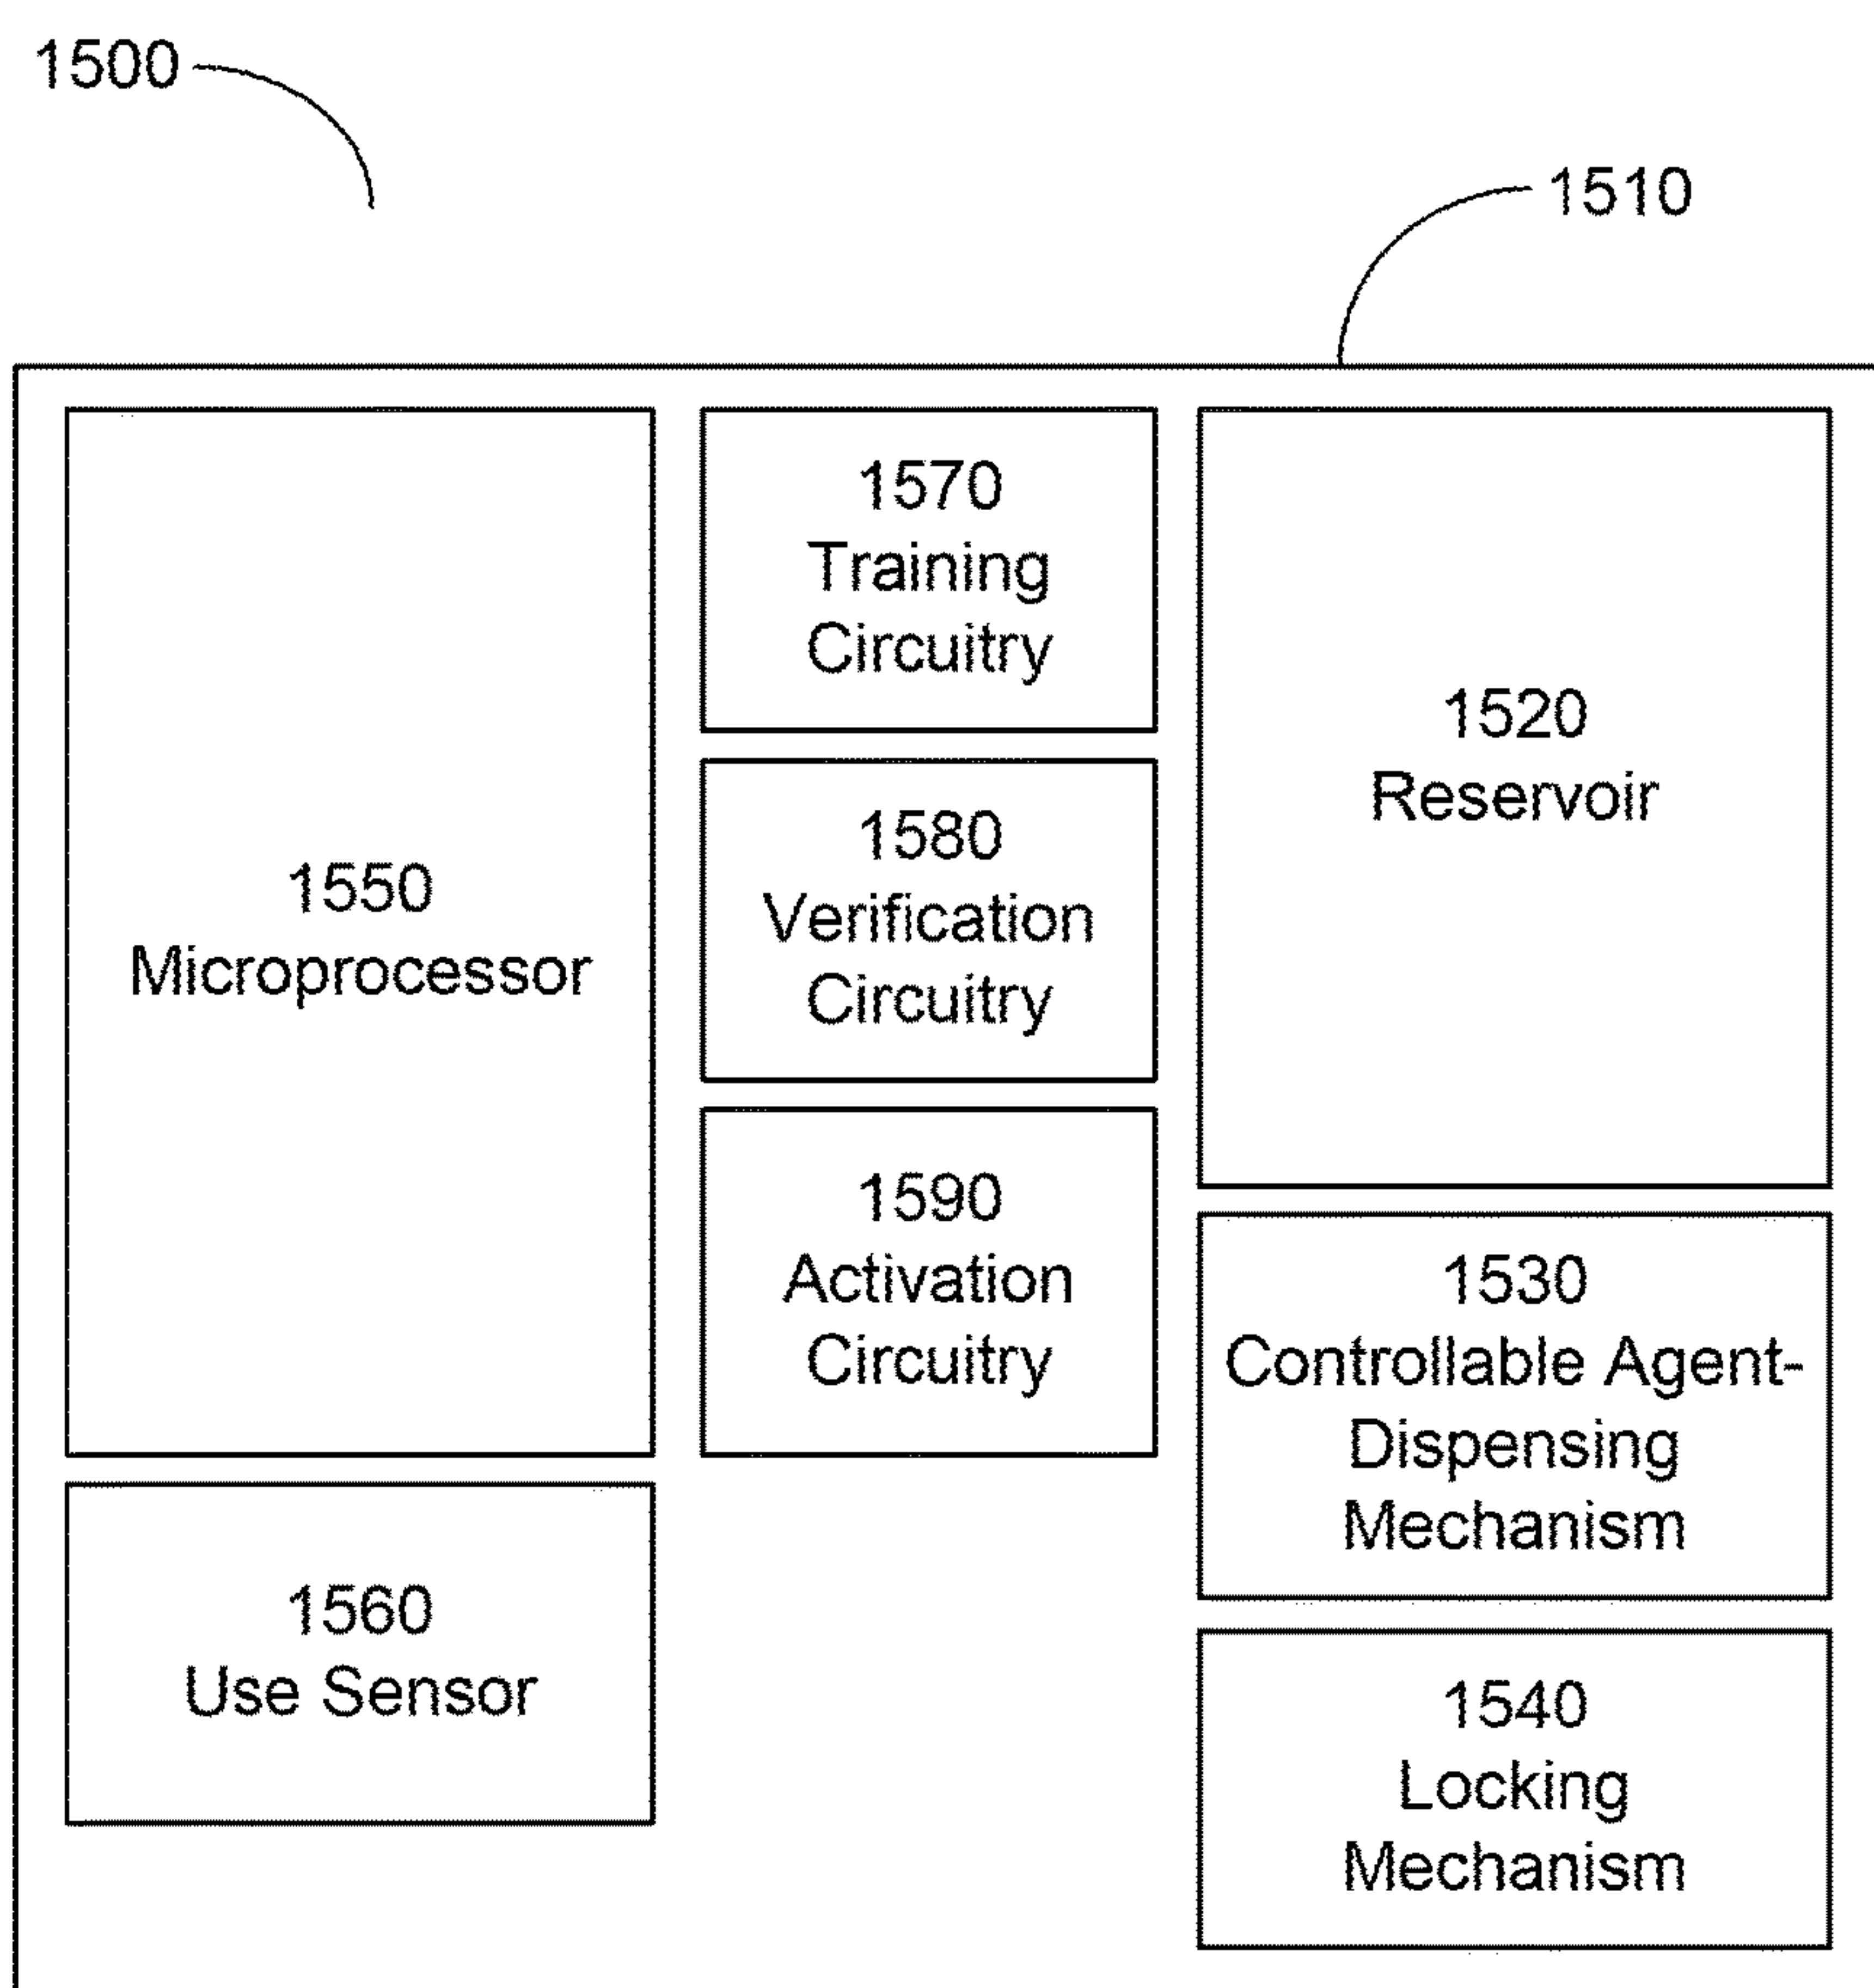 1500
1510
1550
Microprocessor
1560
Use Sensor
1570
Training
Circuitry
1580
Verification
Circuitry
1590
Activation
Circuitry
1520
Reservoir
1530
Controllable Agent-
Dispensing
Mechanism
1540
Locking
Mechanism